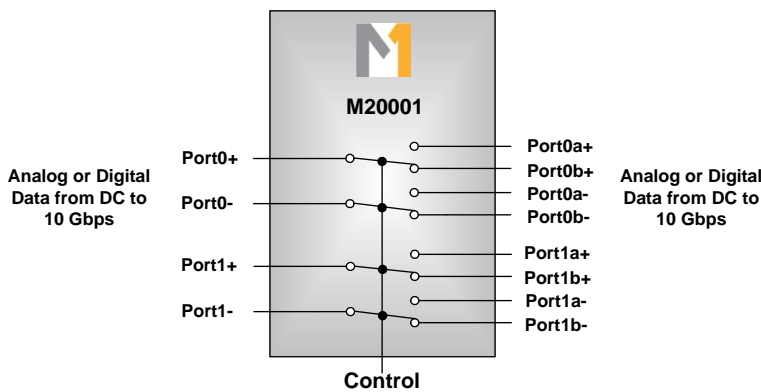 M20001
Port0+
Port0-
Port1+
Port1-
Analog or Digital
Data from DC to
10 Gbps
Port0a+
Port0b+
Port0a-
Port0b-
Port1a+
Port1b+
Port1a-
Port1b-
Analog or Digital
Data from DC to
10 Gbps
Control